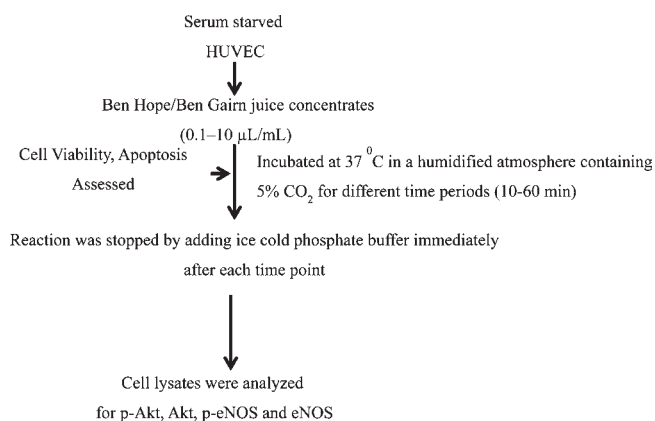 Serum starved
HUVEC
Ben Hope/Ben Gairn juice concentrates
(0.1–10 µL/mL)
Cell Viability, Apoptosis
Assessed
Incubated at 37 ⁰C in a humidified atmosphere containing
5% CO₂ for different time periods (10-60 min)
Reaction was stopped by adding ice cold phosphate buffer immediately
after each time point
Cell lysates were analyzed
for p-Akt, Akt, p-eNOS and eNOS